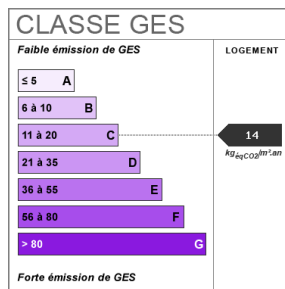 CLASSE GES
Faible émission de GES
LOGEMENT
≤ 5 A
6 à 10 B
11 à 20 C
14
kgéqCO2/m².an
21 à 35 D
36 à 55 E
56 à 80 F
> 80 G
Forte émission de GES